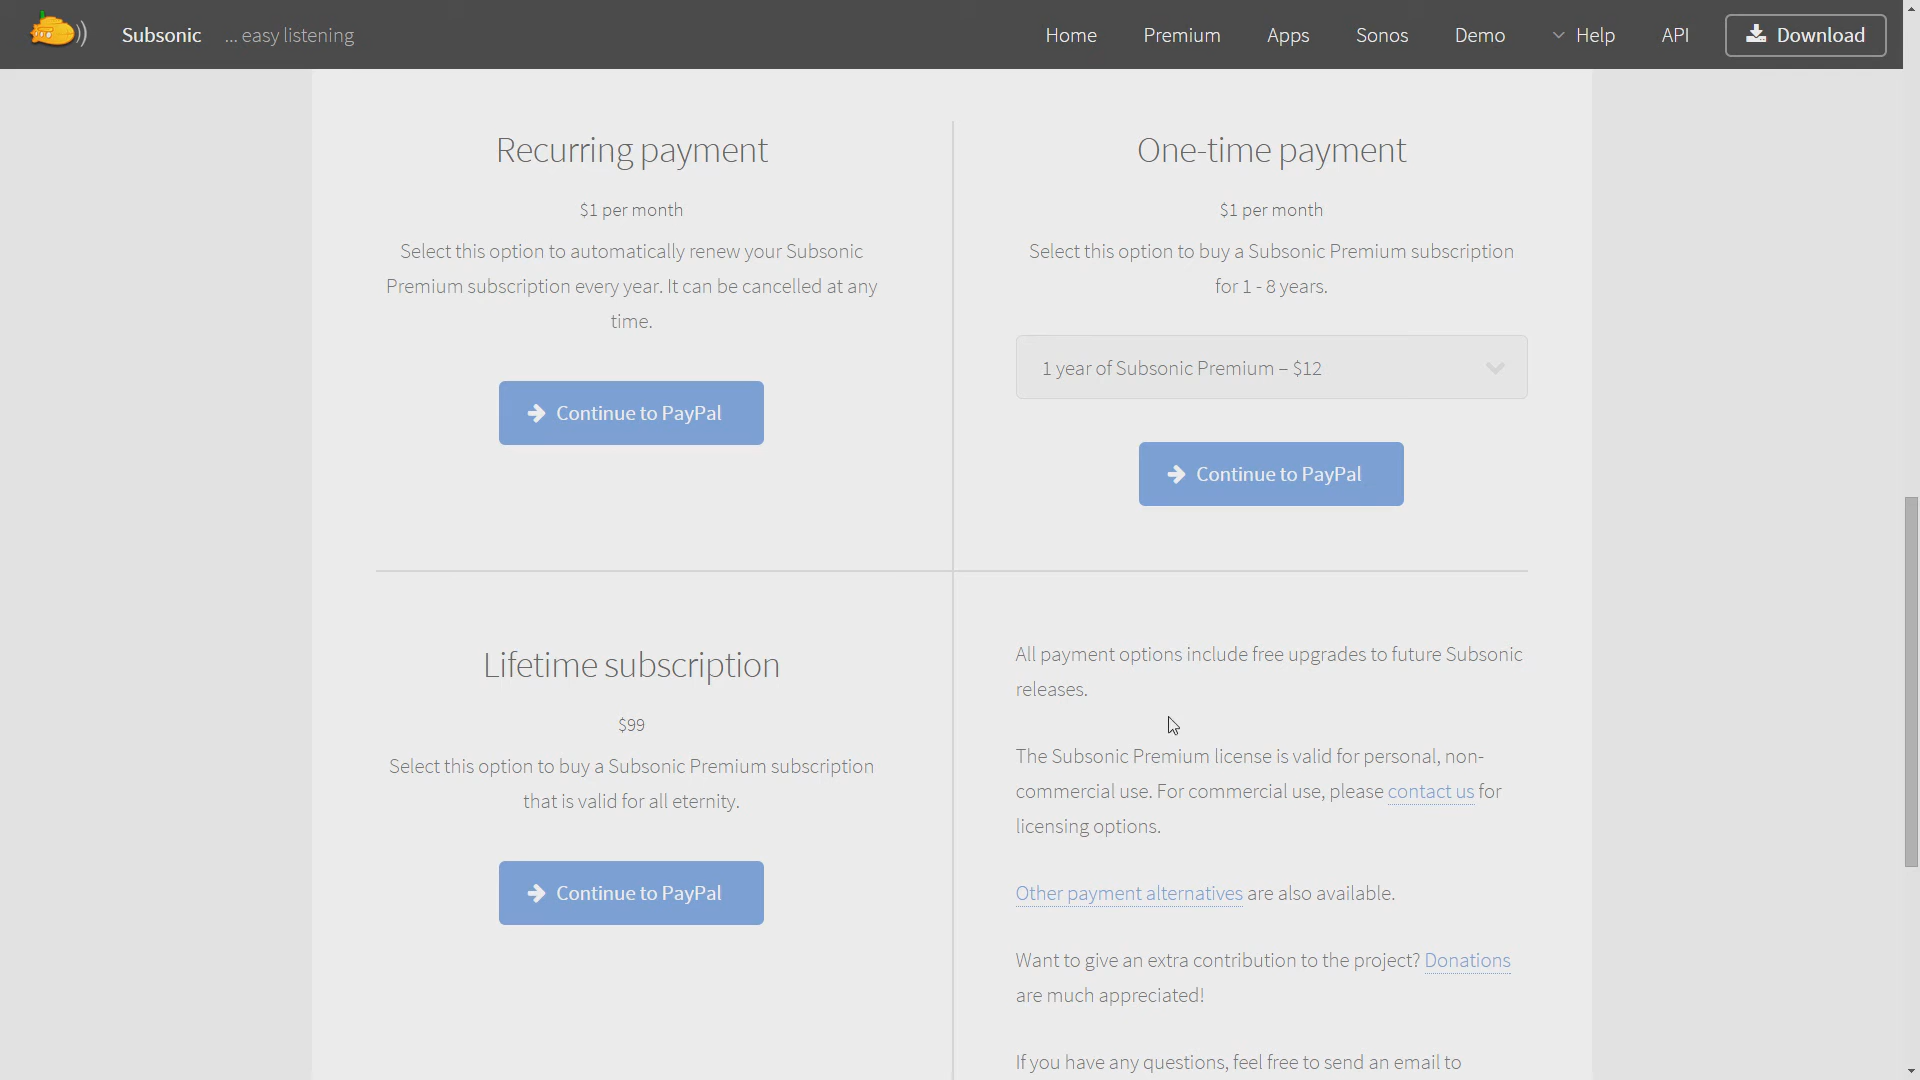 Subsonic ... easy listening Home Premium Apps Sonos Demo Help API Download
Recurring payment
$1 per month
Select this option to automatically renew your Subsonic
Premium subscription every year. It can be cancelled at any
time.
Continue to PayPal
One-time payment
$1 per month
Select this option to buy a Subsonic Premium subscription
for 1 - 8 years.
1 year of Subsonic Premium – $12
Continue to PayPal
Lifetime subscription
$99
Select this option to buy a Subsonic Premium subscription
that is valid for all eternity.
Continue to PayPal
All payment options include free upgrades to future Subsonic
releases.
The Subsonic Premium license is valid for personal, non-
commercial use. For commercial use, please contact us for
licensing options.
Other payment alternatives are also available.
Want to give an extra contribution to the project? Donations
are much appreciated!
If you have any questions, feel free to send an email to